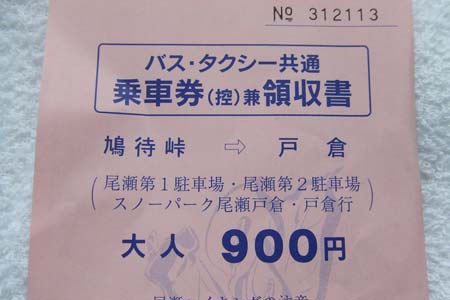 № 312113
バス・タクシー共通
乗車券(控)兼領収書
鳩待峠 ⇨ 戸倉
(尾瀬第1駐車場・尾瀬第2駐車場
スノーパーク尾瀬戸倉・戸倉行)
大人 900円